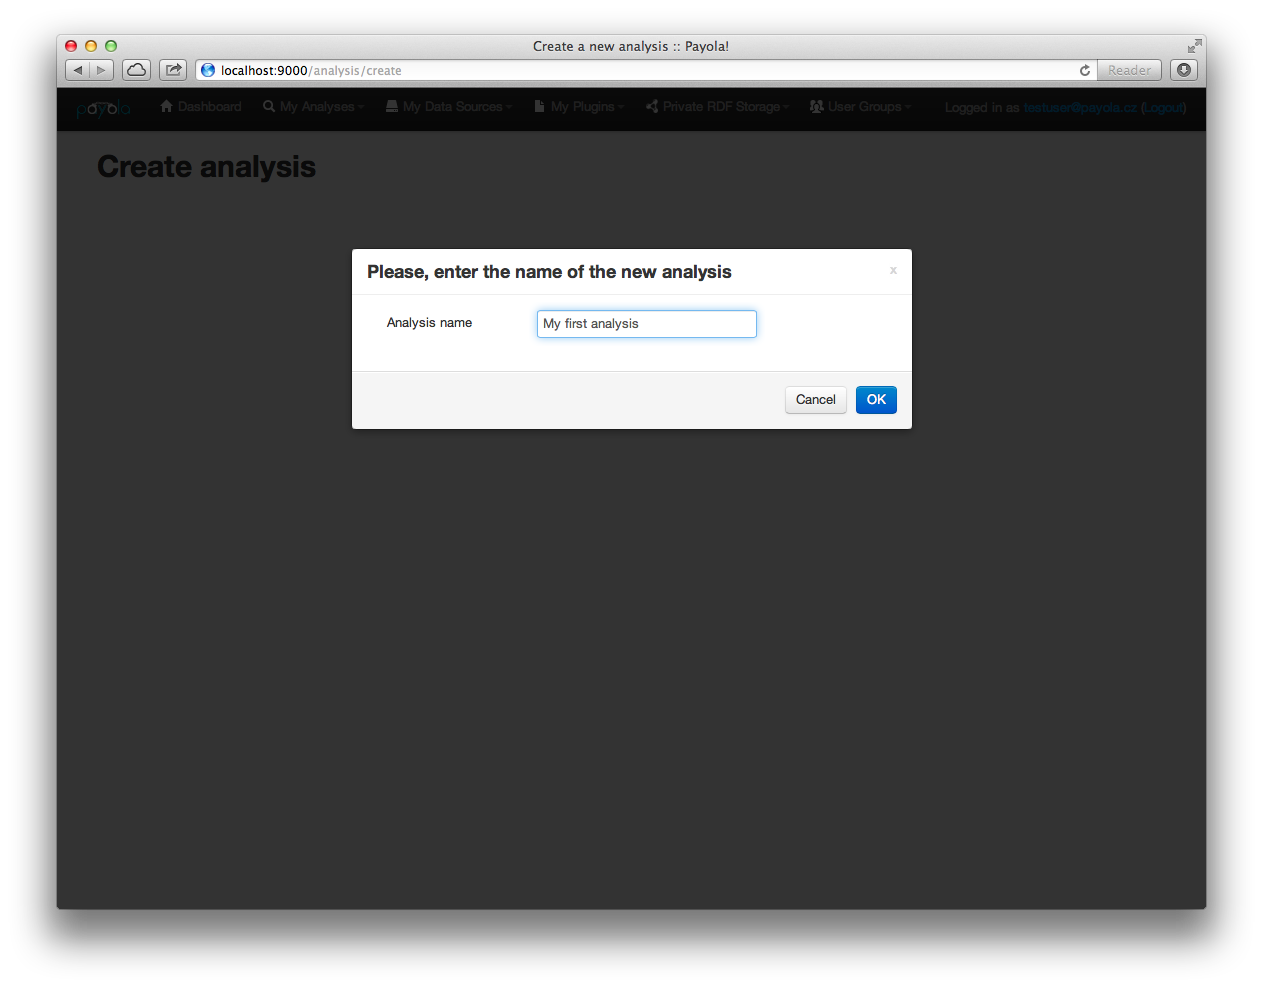 Create a new analysis :: Payola!
localhost:9000/analysis/create
Reader
payola Dashboard My Analyses My Data Sources My Plugins Private RDF Storage User Groups Logged in as testuser@payola.cz (Logout)
Create analysis
Please, enter the name of the new analysis x
Analysis name My first analysis
Cancel OK